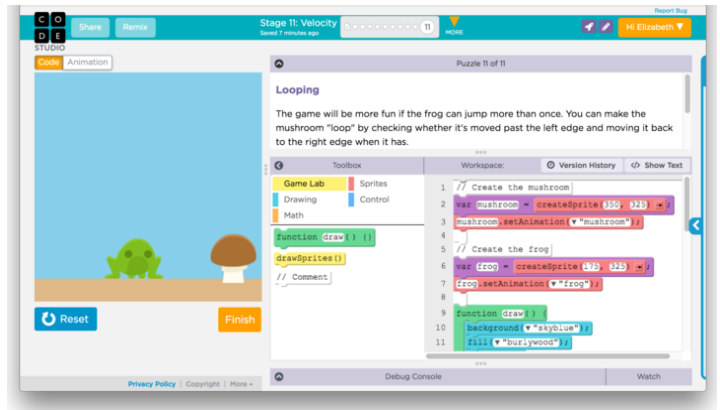 Report Bug
C O D E
STUDIO
Share
Remix
Stage 11: Velocity
Saved 7 minutes ago
11
MORE
Hi Elizabeth ▼
Code
Animation
Puzzle 11 of 11
Looping
The game will be more fun if the frog can jump more than once. You can make the
mushroom "loop" by checking whether it's moved past the left edge and moving it back
to the right edge when it has.
Toolbox
Workspace:
Version History
</> Show Text
Game Lab
Sprites
Drawing
Control
Math
function draw() {}
drawSprites()
// Comment
1 // Create the mushroom
2 var mushroom = createSprite(350, 325);
3 mushroom.setAnimation(▼ "mushroom");
4
5 // Create the frog
6 var frog = createSprite(175, 325);
7 frog.setAnimation(▼ "frog");
8
9 function draw() {
10 background(▼ "skyblue");
11 fill(▼ "burlywood");
Reset
Finish
Privacy Policy | Copyright | More
Debug Console
Watch